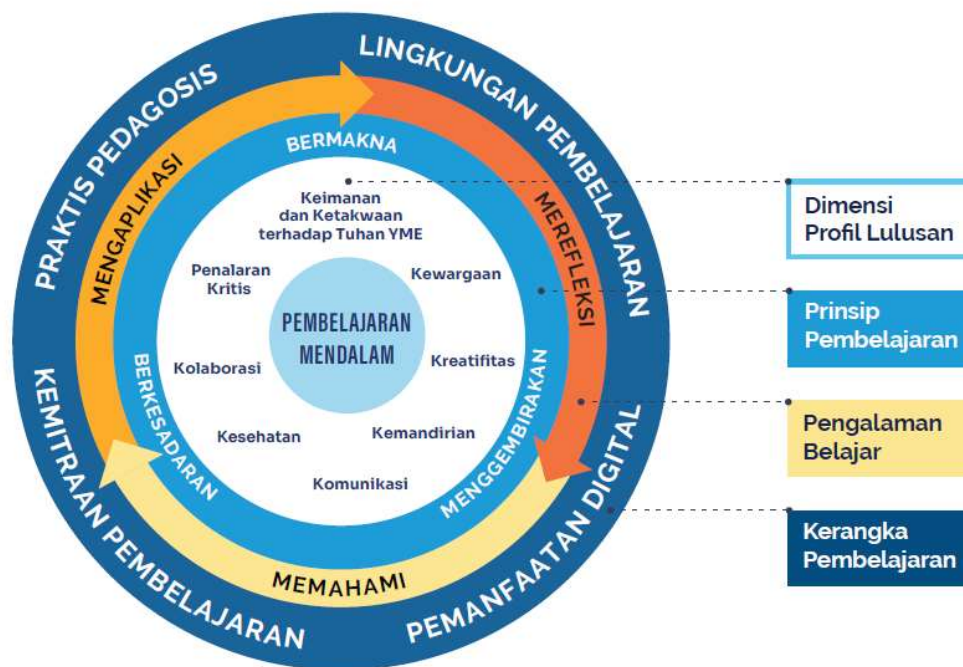 PRAKTIS PEDAGOSIS
LINGKUNGAN PEMBELAJARAN
KEMITRAAN PEMBELAJARAN
PEMANFAATAN DIGITAL
MENGAPLIKASI
MEREFLEKSI
MEMAHAMI
BERMAKNA
BERKESADARAN
MENGGEMBIRAKAN
Keimanan
dan Ketakwaan
terhadap Tuhan YME
Penalaran
Kritis
Kewargaan
Kolaborasi
Kreatifitas
Kesehatan
Kemandirian
Komunikasi
PEMBELAJARAN
MENDALAM
Dimensi
Profil Lulusan
Prinsip
Pembelajaran
Pengalaman
Belajar
Kerangka
Pembelajaran